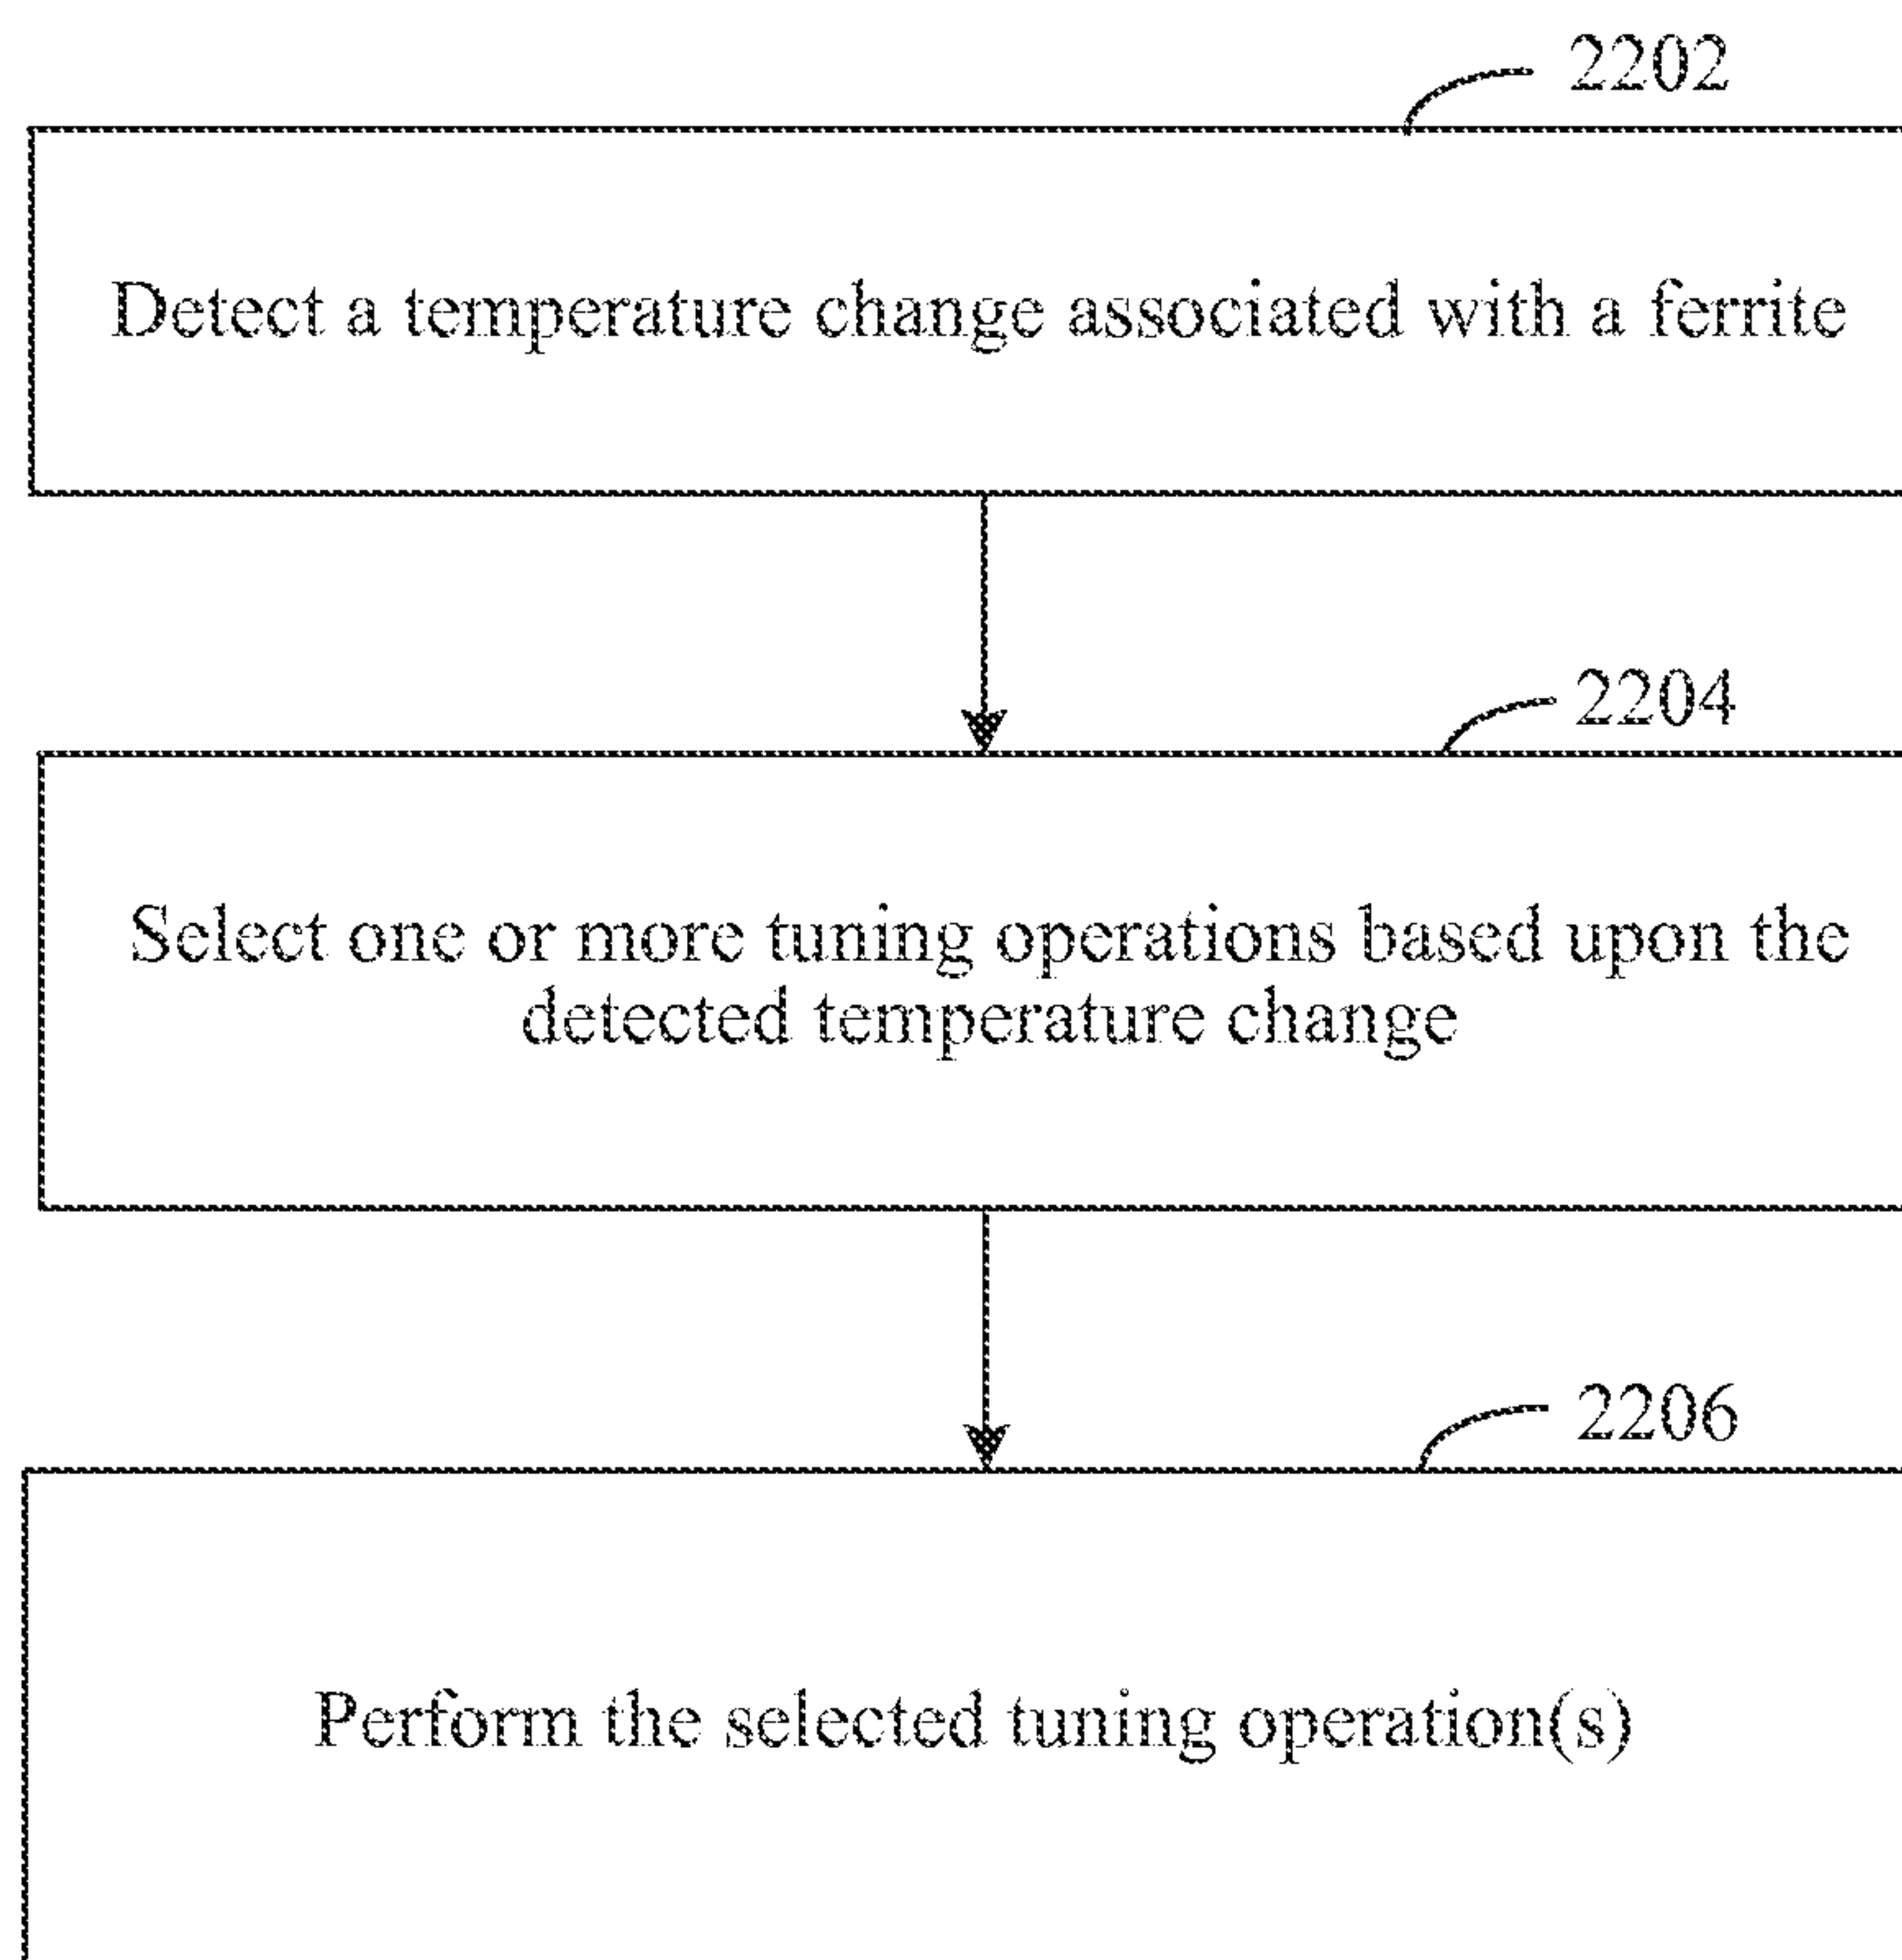 2202
Detect a temperature change associated with a ferrite
2204
Select one or more tuning operations based upon the
detected temperature change
2206
Perform the selected tuning operation(s)